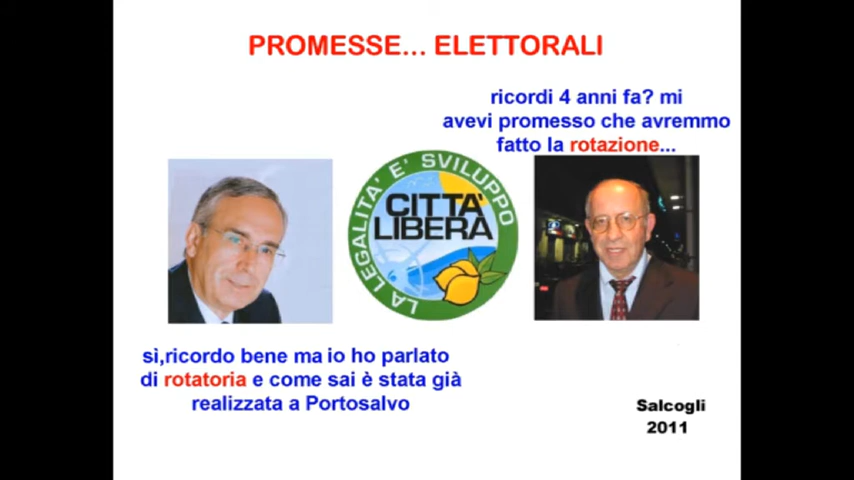 PROMESSE... ELETTORALI
ricordi 4 anni fa? mi
avevi promesso che avremmo
fatto la rotazione...
LA LEGALITA' E' SVILUPPO
CITTA'
LIBERA
sì,ricordo bene ma io ho parlato
di rotatoria e come sai è stata già
realizzata a Portosalvo
Salcogli
2011